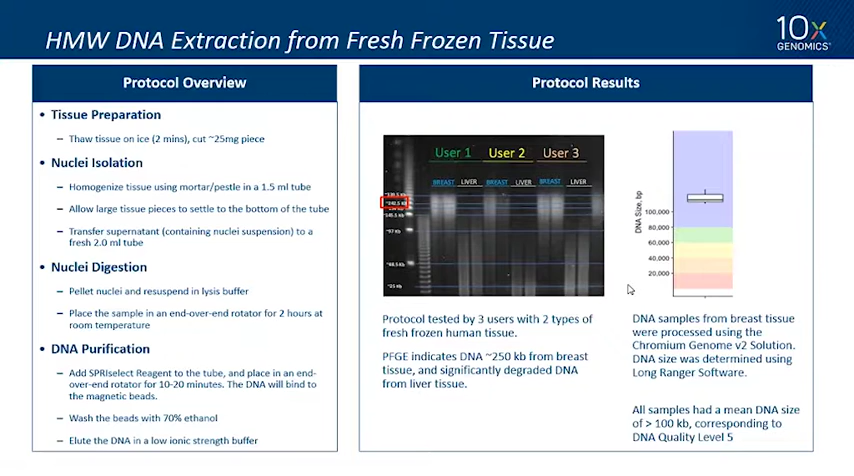 HMW DNA Extraction from Fresh Frozen Tissue
10x
GENOMICS®
Protocol Overview
• Tissue Preparation
– Thaw tissue on ice (2 mins), cut ~25mg piece
• Nuclei Isolation
– Homogenize tissue using mortar/pestle in a 1.5 ml tube
– Allow large tissue pieces to settle to the bottom of the tube
– Transfer supernatant (containing nuclei suspension) to a
fresh 2.0 ml tube
• Nuclei Digestion
– Pellet nuclei and resuspend in lysis buffer
– Place the sample in an end-over-end rotator for 2 hours at
room temperature
• DNA Purification
– Add SPRIselect Reagent to the tube, and place in an end-
over-end rotator for 10-20 minutes. The DNA will bind to
the magnetic beads.
– Wash the beads with 70% ethanol
– Elute the DNA in a low ionic strength buffer
Protocol Results
User 1 User 2 User 3
BREAST LIVER BREAST LIVER BREAST LIVER
~242.5 Kb
~145.5 Kb
~97 Kb
~48.5 Kb
DNA Size, bp
100,000
80,000
60,000
40,000
20,000
Protocol tested by 3 users with 2 types of
fresh frozen human tissue.
PFGE indicates DNA ~250 kb from breast
tissue, and significantly degraded DNA
from liver tissue.
DNA samples from breast tissue
were processed using the
Chromium Genome v2 Solution.
DNA size was determined using
Long Ranger Software.
All samples had a mean DNA size
of > 100 kb, corresponding to
DNA Quality Level 5